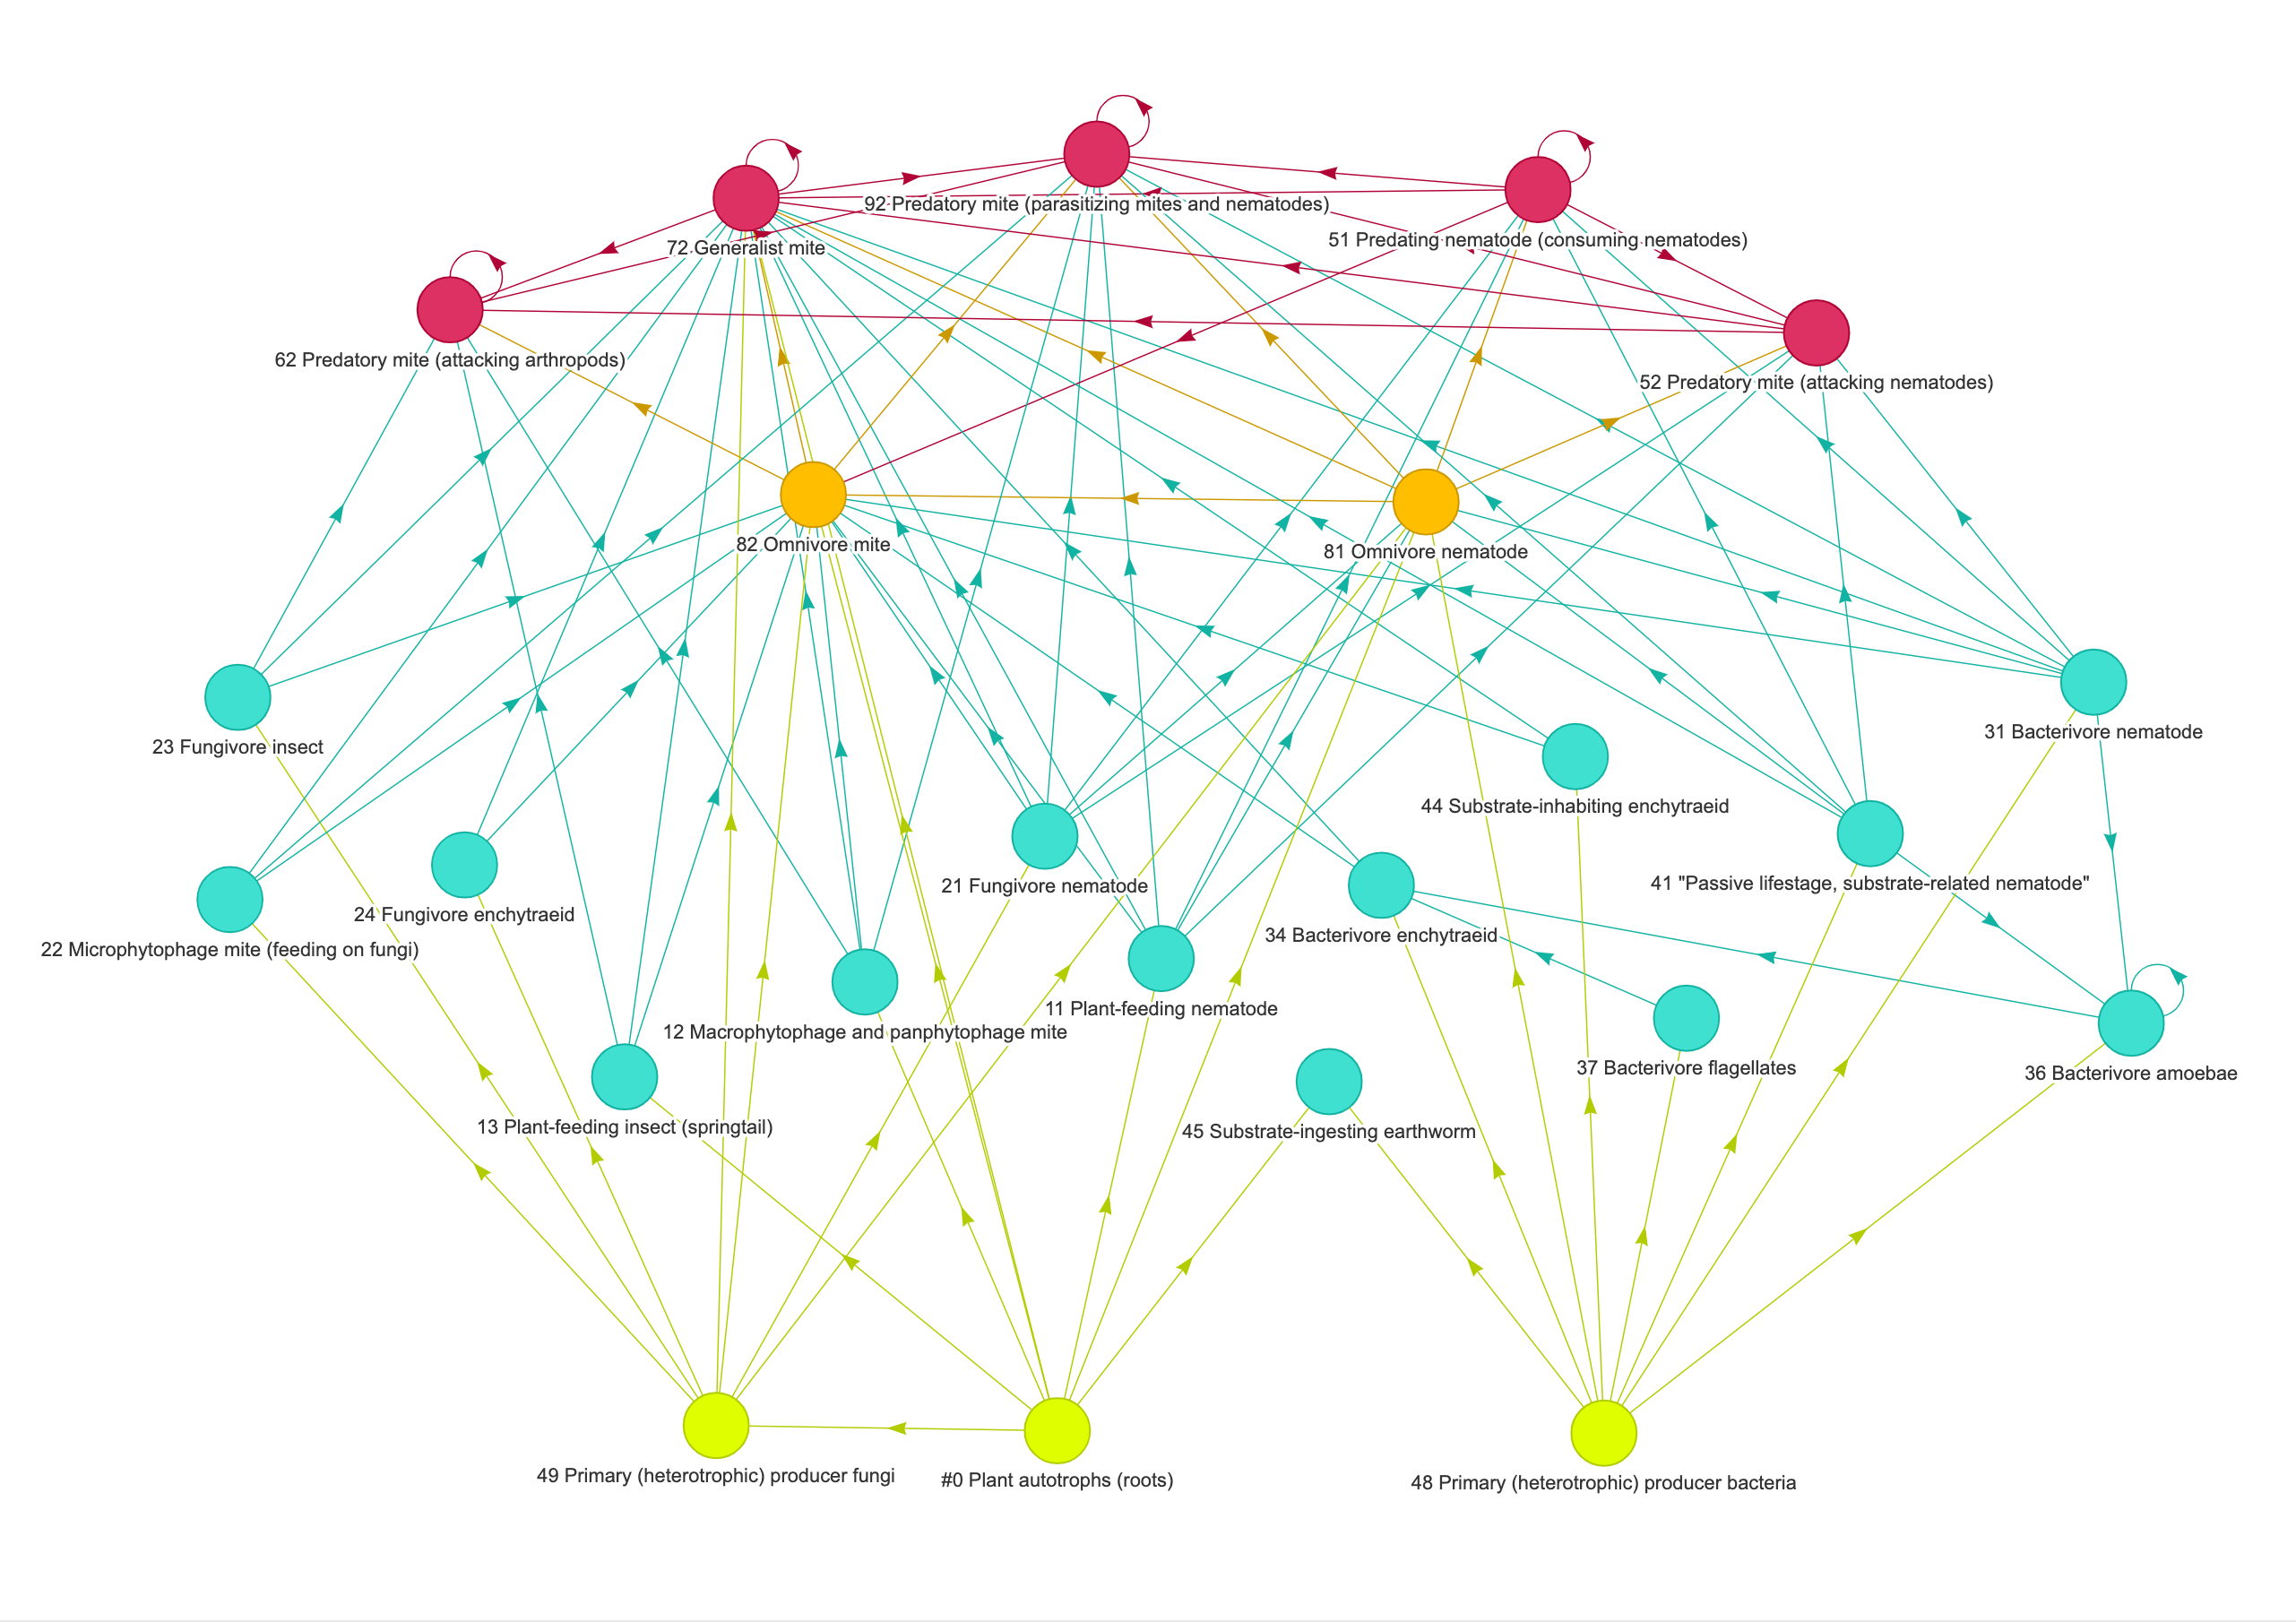 92 Predatory mite (parasitizing mites and nematodes)
51 Predating nematode (consuming nematodes)
72 Generalist mite
62 Predatory mite (attacking arthropods)
52 Predatory mite (attacking nematodes)
82 Omnivore mite
81 Omnivore nematode
31 Bacterivore nematode
23 Fungivore insect
44 Substrate-inhabiting enchytraeid
41 "Passive lifestage, substrate-related nematode"
21 Fungivore nematode
24 Fungivore enchytraeid
34 Bacterivore enchytraeid
22 Microphytophage mite (feeding on fungi)
11 Plant-feeding nematode
12 Macrophytophage and panphytophage mite
37 Bacterivore flagellates
36 Bacterivore amoebae
13 Plant-feeding insect (springtail)
45 Substrate-ingesting earthworm
49 Primary (heterotrophic) producer fungi
#0 Plant autotrophs (roots)
48 Primary (heterotrophic) producer bacteria